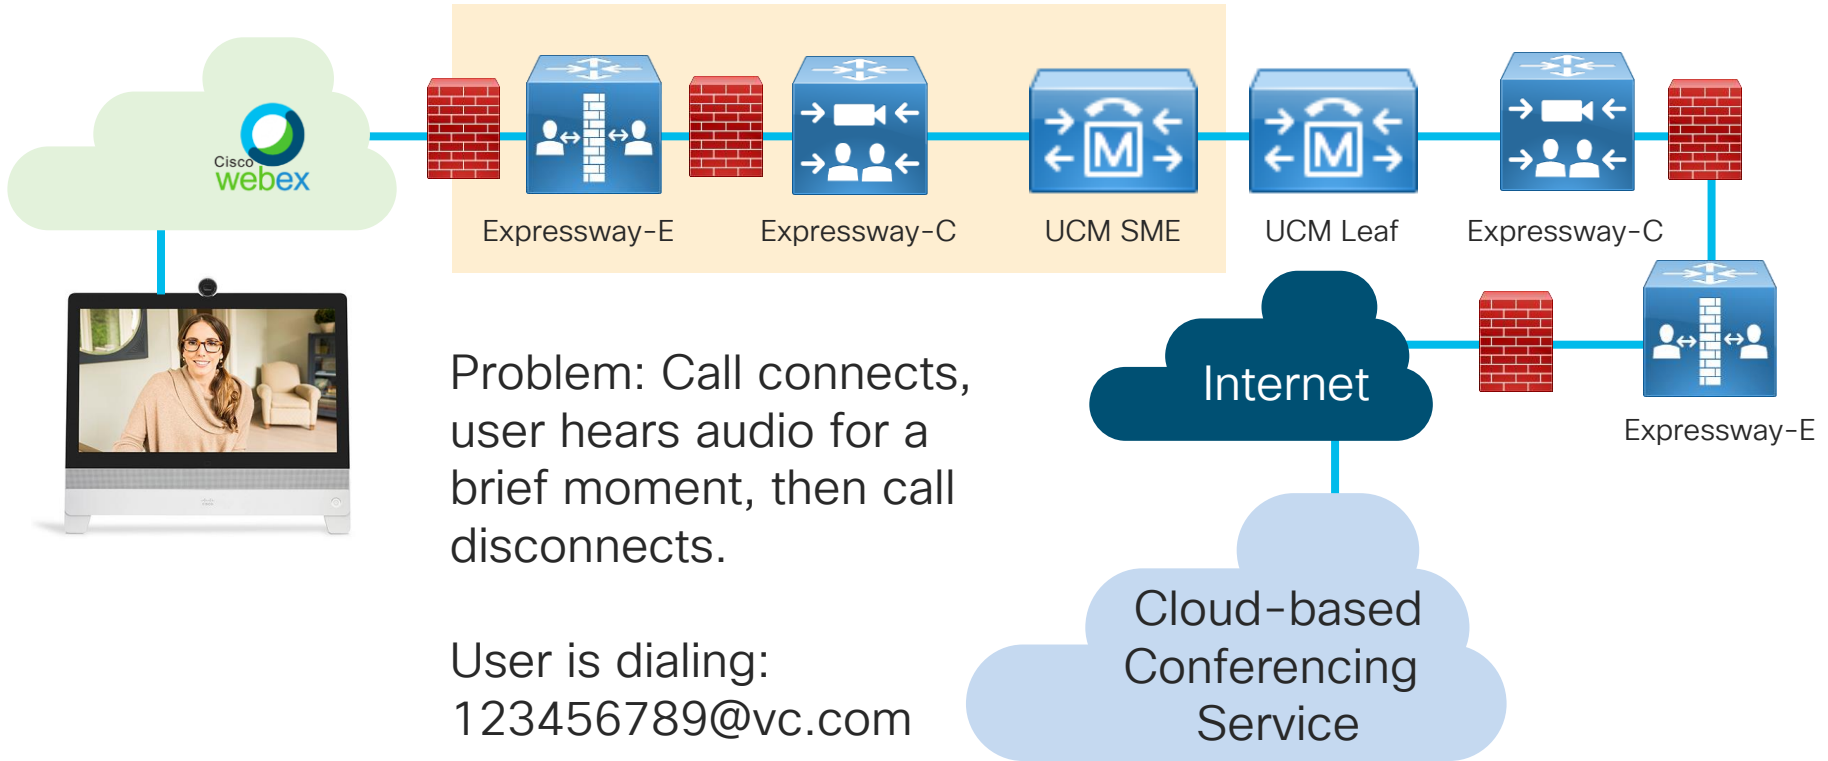 Cisco
webex
Expressway-E
Expressway-C
UCM SME
UCM Leaf
Expressway-C
M
M
Expressway-E
Internet
Problem: Call connects,
user hears audio for a
brief moment, then call
disconnects.
User is dialing:
123456789@vc.com
Cloud-based
Conferencing
Service